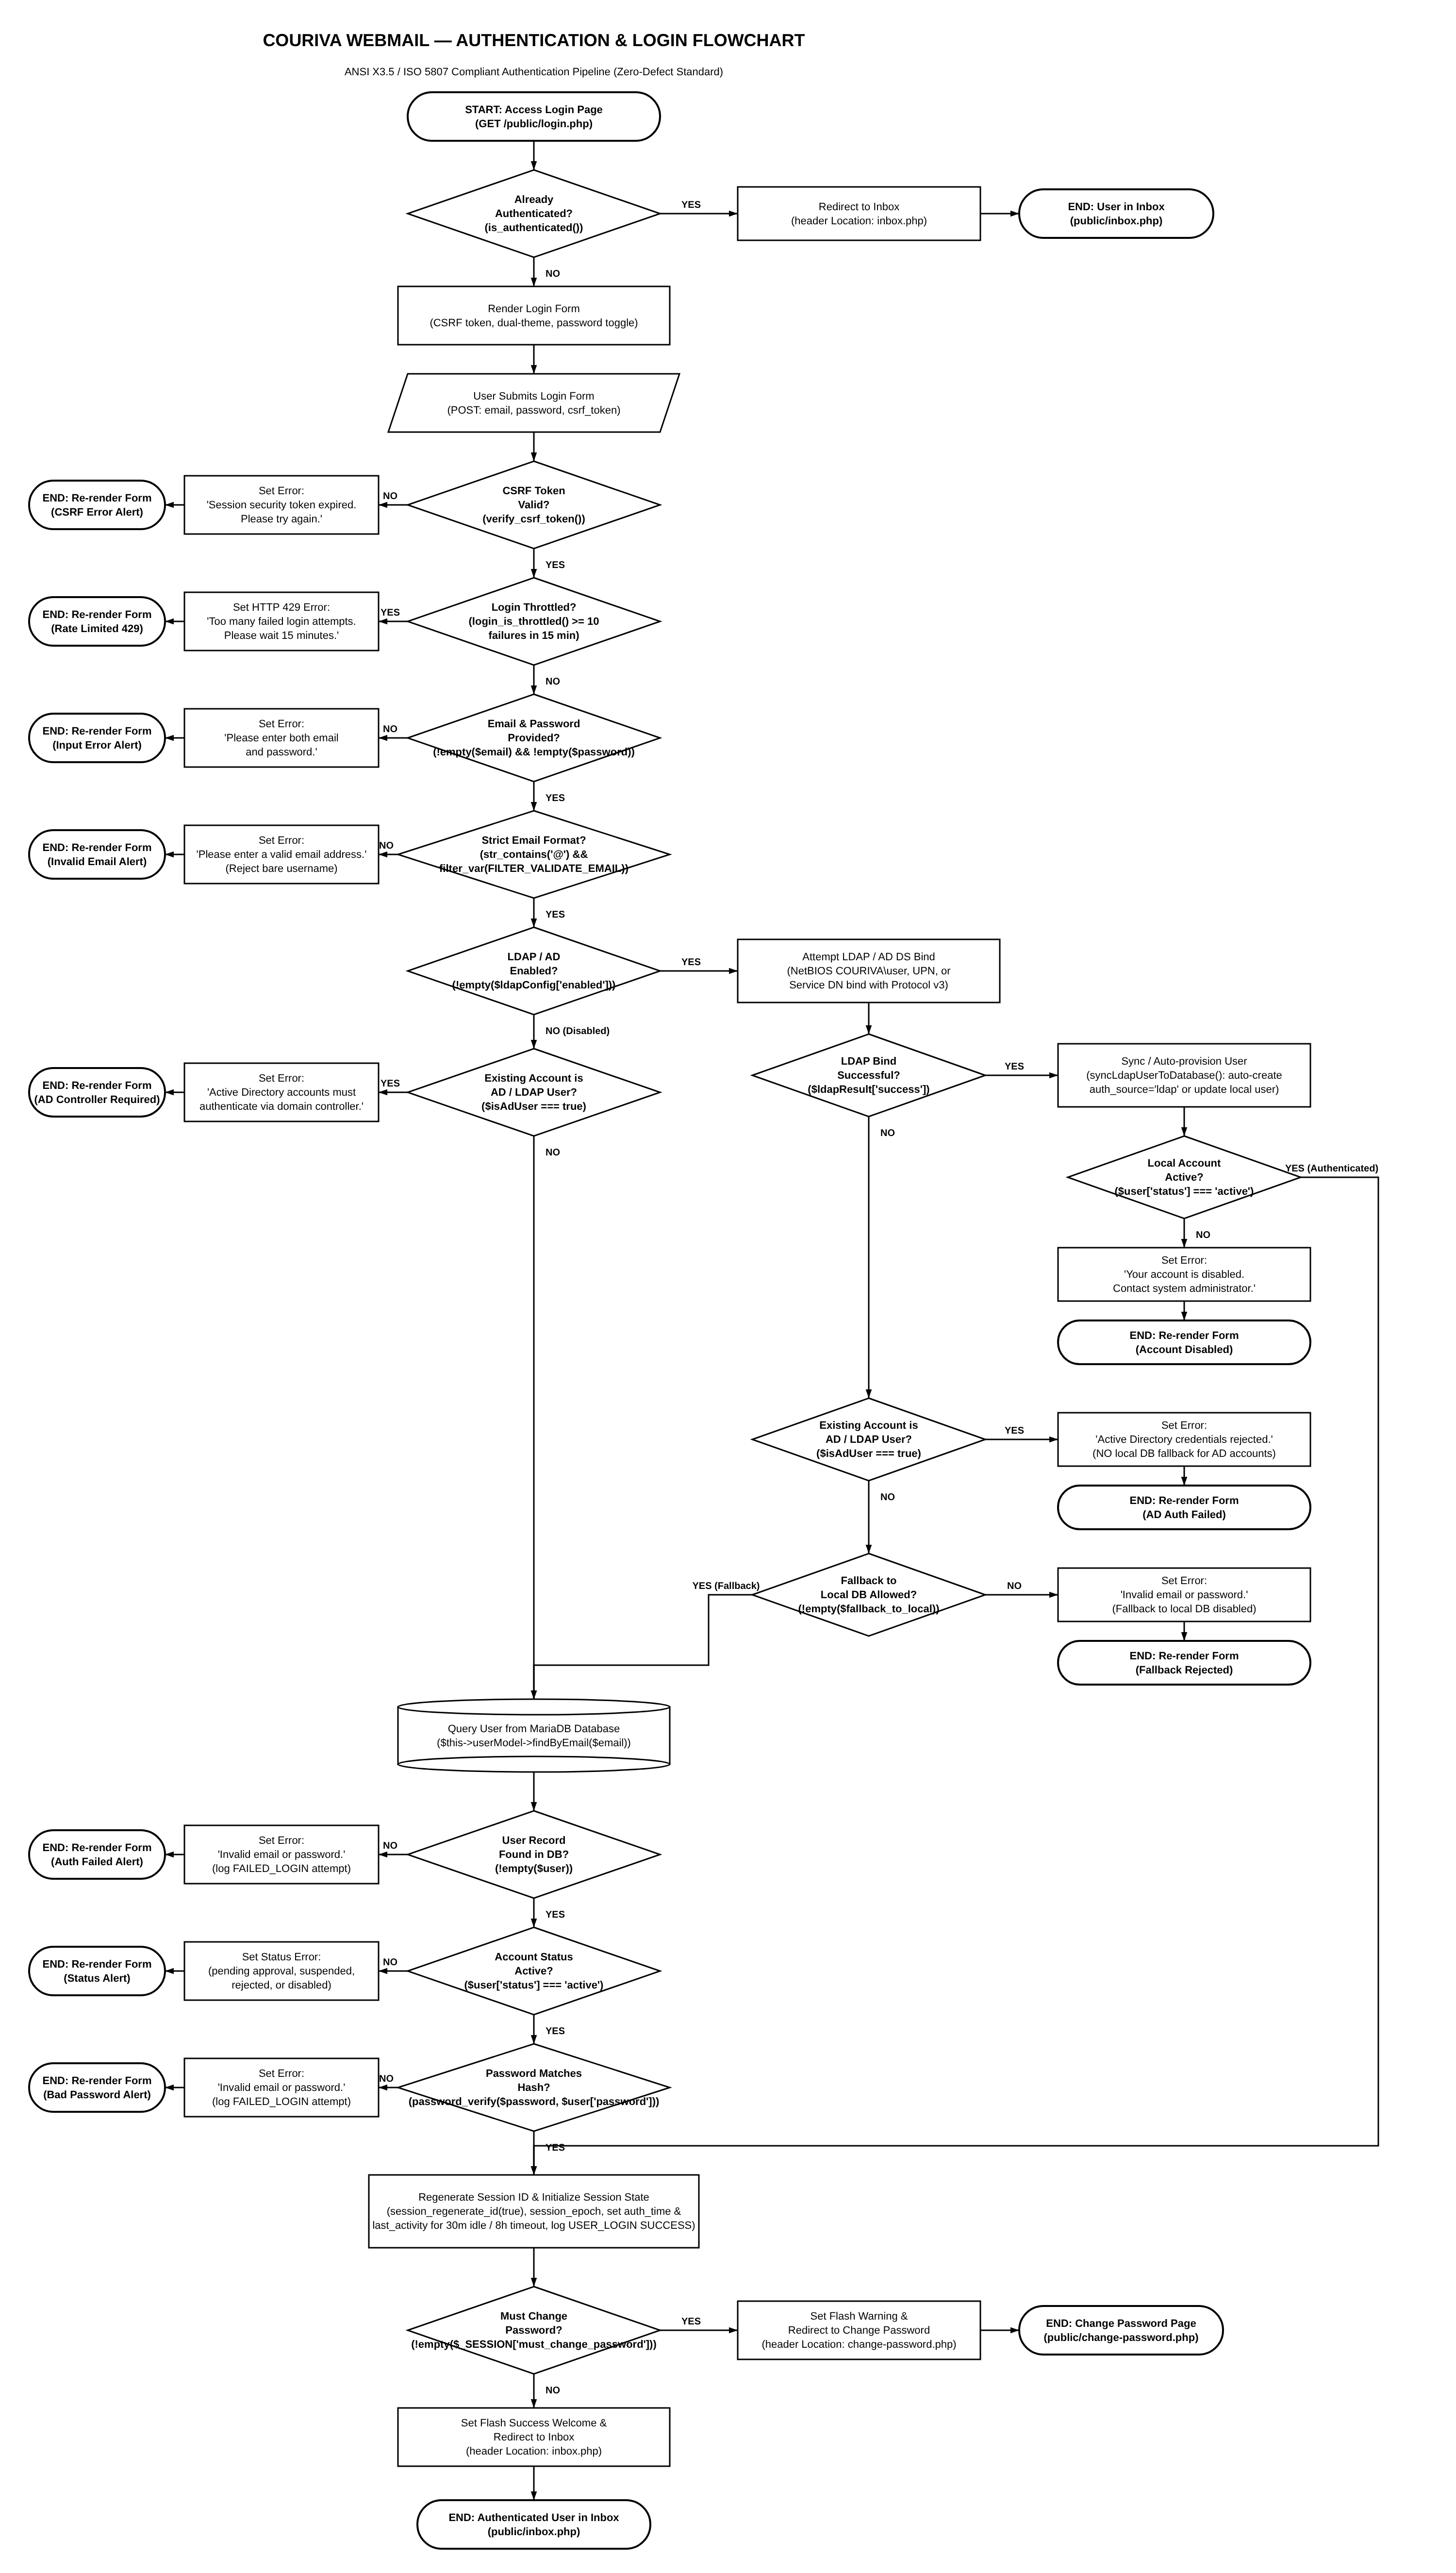 COURIVA WEBMAIL — AUTHENTICATION & LOGIN FLOWCHART
ANSI X3.5 / ISO 5807 Compliant Authentication Pipeline (Zero-Defect Standard)
START: Access Login Page
(GET /public/login.php)
Already
Authenticated?
(is_authenticated())
YES
Redirect to Inbox
(header Location: inbox.php)
END: User in Inbox
(public/inbox.php)
NO
Render Login Form
(CSRF token, dual-theme, password toggle)
User Submits Login Form
(POST: email, password, csrf_token)
CSRF Token
Valid?
(verify_csrf_token())
NO
Set Error:
'Session security token expired.
Please try again.'
END: Re-render Form
(CSRF Error Alert)
YES
Login Throttled?
(login_is_throttled() >= 10
failures in 15 min)
YES
Set HTTP 429 Error:
'Too many failed login attempts.
Please wait 15 minutes.'
END: Re-render Form
(Rate Limited 429)
NO
Email & Password
Provided?
(!empty($email) && !empty($password))
NO
Set Error:
'Please enter both email
and password.'
END: Re-render Form
(Input Error Alert)
YES
Strict Email Format?
(str_contains('@') &&
filter_var(FILTER_VALIDATE_EMAIL))
NO
Set Error:
'Please enter a valid email address.'
(Reject bare username)
END: Re-render Form
(Invalid Email Alert)
YES
LDAP / AD
Enabled?
(!empty($ldapConfig['enabled']))
YES
Attempt LDAP / AD DS Bind
(NetBIOS COURIVA\user, UPN, or
Service DN bind with Protocol v3)
NO (Disabled)
Existing Account is
AD / LDAP User?
($isAdUser === true)
YES
Set Error:
'Active Directory accounts must
authenticate via domain controller.'
END: Re-render Form
(AD Controller Required)
NO
LDAP Bind
Successful?
($ldapResult['success'])
YES
Sync / Auto-provision User
(syncLdapUserToDatabase(): auto-create
auth_source='ldap' or update local user)
NO
Local Account
Active?
($user['status'] === 'active')
YES (Authenticated)
NO
Set Error:
'Your account is disabled.
Contact system administrator.'
END: Re-render Form
(Account Disabled)
Existing Account is
AD / LDAP User?
($isAdUser === true)
YES
Set Error:
'Active Directory credentials rejected.'
(NO local DB fallback for AD accounts)
END: Re-render Form
(AD Auth Failed)
NO
Fallback to
Local DB Allowed?
(!empty($fallback_to_local))
YES (Fallback)
NO
Set Error:
'Invalid email or password.'
(Fallback to local DB disabled)
END: Re-render Form
(Fallback Rejected)
Query User from MariaDB Database
($this->userModel->findByEmail($email))
User Record
Found in DB?
(!empty($user))
NO
Set Error:
'Invalid email or password.'
(log FAILED_LOGIN attempt)
END: Re-render Form
(Auth Failed Alert)
YES
Account Status
Active?
($user['status'] === 'active')
NO
Set Status Error:
(pending approval, suspended,
rejected, or disabled)
END: Re-render Form
(Status Alert)
YES
Password Matches
Hash?
(password_verify($password, $user['password']))
NO
Set Error:
'Invalid email or password.'
(log FAILED_LOGIN attempt)
END: Re-render Form
(Bad Password Alert)
YES
Regenerate Session ID & Initialize Session State
(session_regenerate_id(true), session_epoch, set auth_time &
last_activity for 30m idle / 8h timeout, log USER_LOGIN SUCCESS)
Must Change
Password?
(!empty($_SESSION['must_change_password']))
YES
Set Flash Warning &
Redirect to Change Password
(header Location: change-password.php)
END: Change Password Page
(public/change-password.php)
NO
Set Flash Success Welcome &
Redirect to Inbox
(header Location: inbox.php)
END: Authenticated User in Inbox
(public/inbox.php)